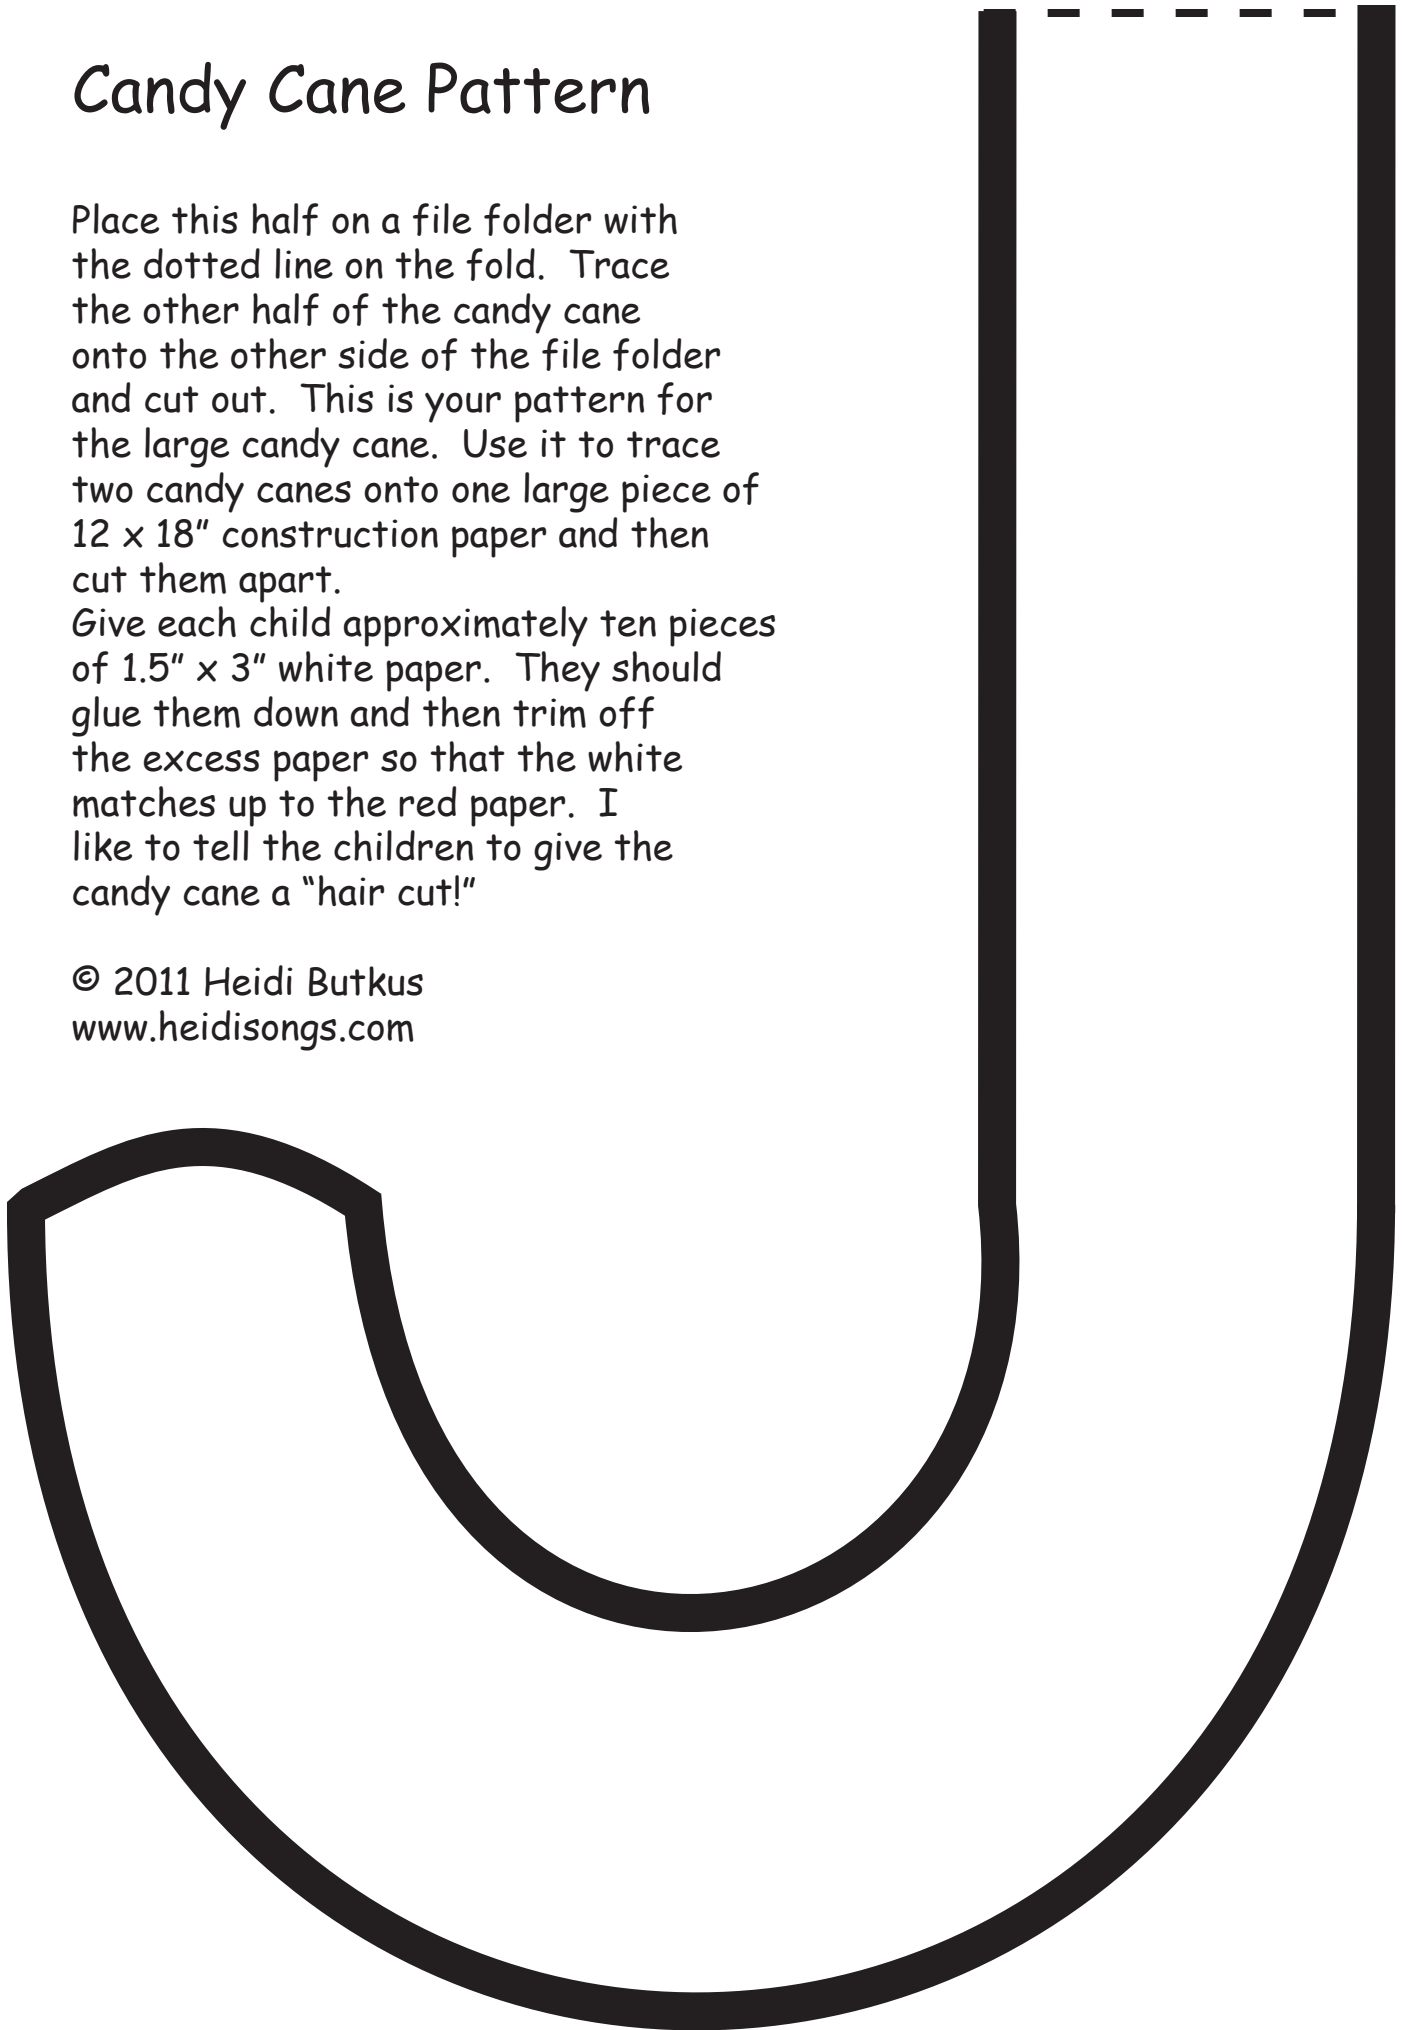 Candy Cane Pattern
Place this half on a file folder with
the dotted line on the fold.  Trace
the other half of the candy cane
onto the other side of the file folder
and cut out.  This is your pattern for
the large candy cane.  Use it to trace
two candy canes onto one large piece of
12 x 18” construction paper and then
cut them apart.
Give each child approximately ten pieces
of 1.5” x 3” white paper.  They should
glue them down and then trim off
the excess paper so that the white
matches up to the red paper.  I
like to tell the children to give the
candy cane a “hair cut!”
© 2011 Heidi Butkus
www.heidisongs.com